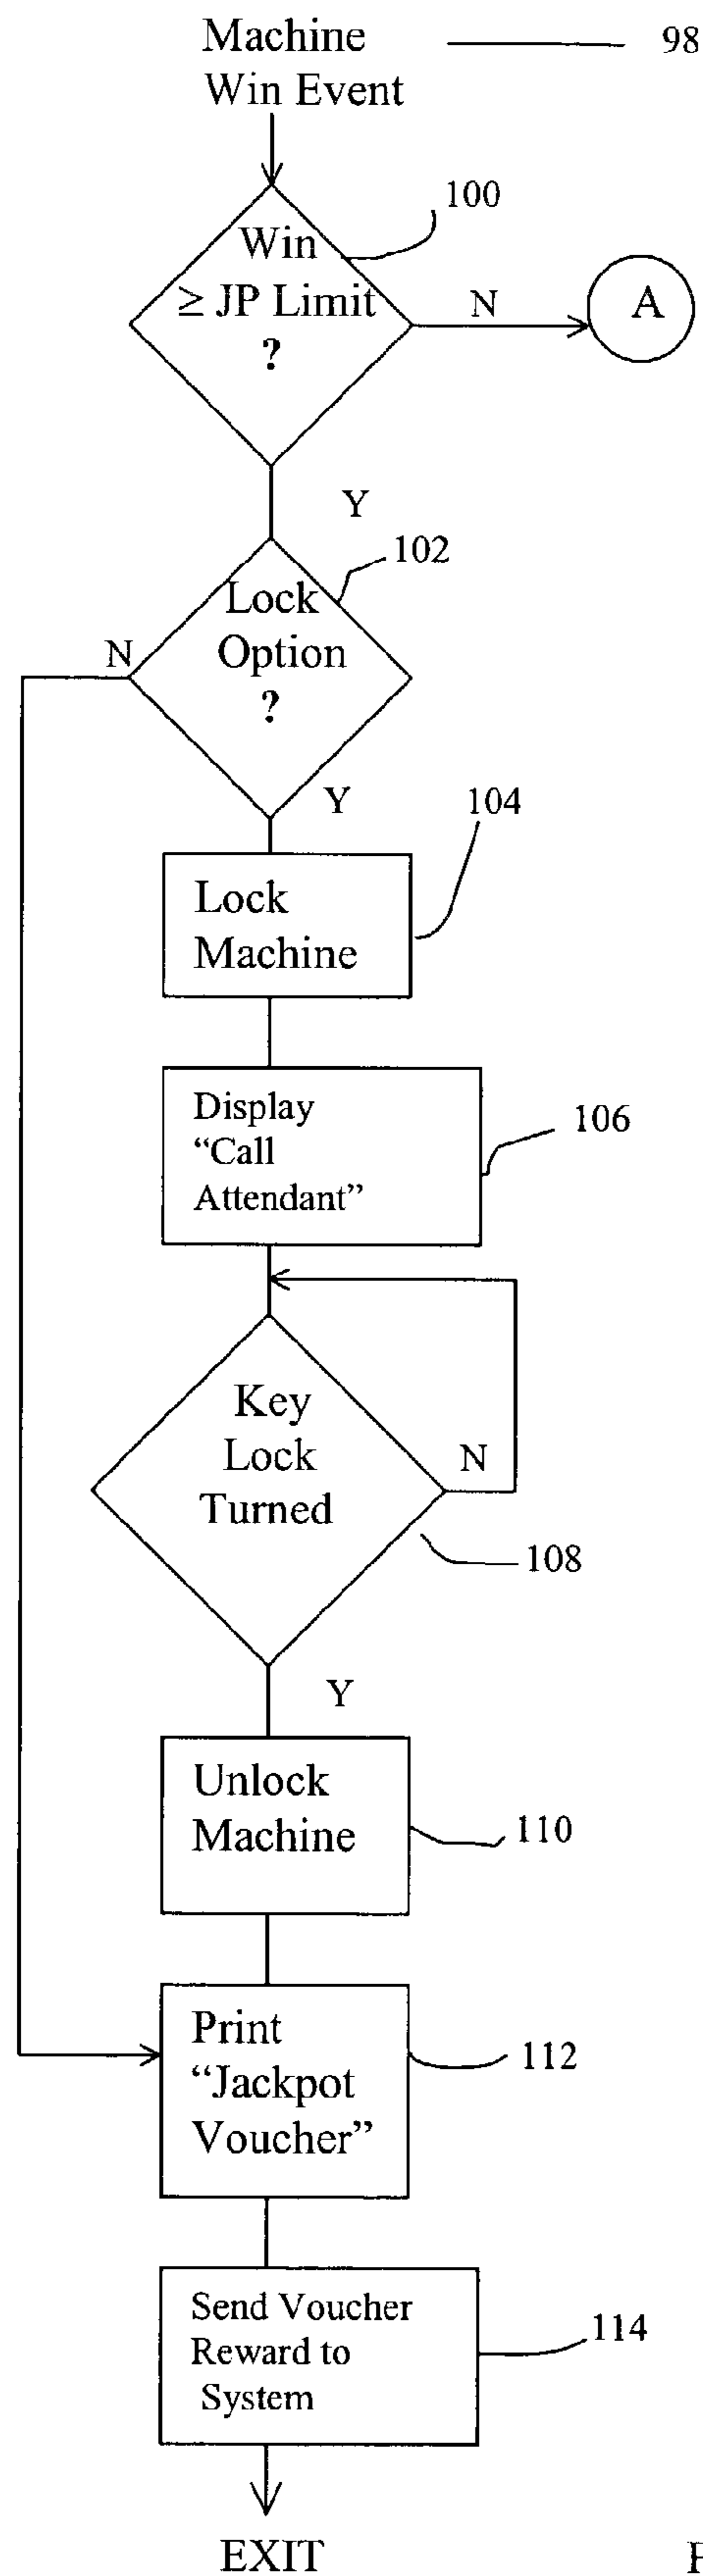 Machine
98
Win Event
100
Win
≥ JP Limit
?
N
A
Y
102
Lock
Option
?
N
Y
104
Lock
Machine
Display
“Call
Attendant”
106
Key
Lock
Turned
N
108
Y
Unlock
Machine
110
Print
“Jackpot
Voucher”
112
Send Voucher
Reward to
System
114
EXIT